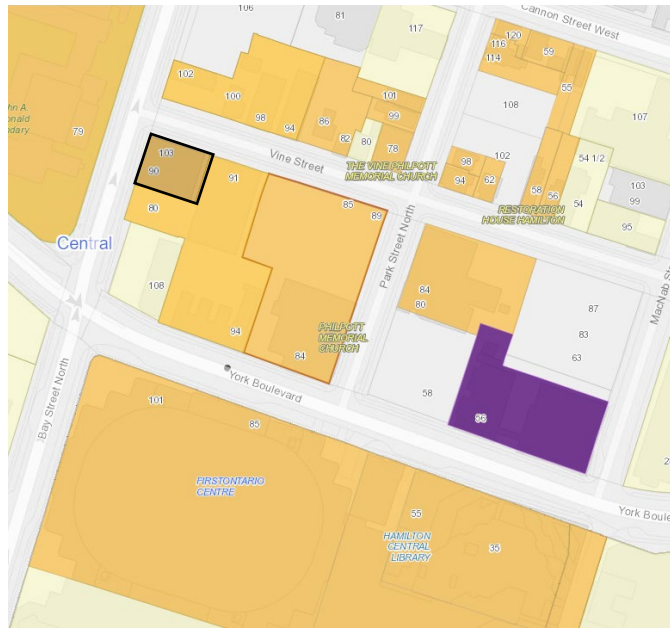 106
81
117
Cannon Street West
120
116
59
114
102
100
98
94
101
99
86
82
80
78
108
55
107
79
103
90
Vine Street
91
THE VINE PHILPOTT
MEMORIAL CHURCH
98
102
94
62
54 1/2
58
56
54
103
99
95
RESTORATION
HOUSE HAMILTON
80
85
89
Park Street North
Central
108
84
80
87
83
63
94
PHILPOTT
MEMORIAL
CHURCH
84
58
56
York Boulevard
Bay Street North
101
85
FIRSTONTARIO
CENTRE
55
HAMILTON
CENTRAL
LIBRARY
35